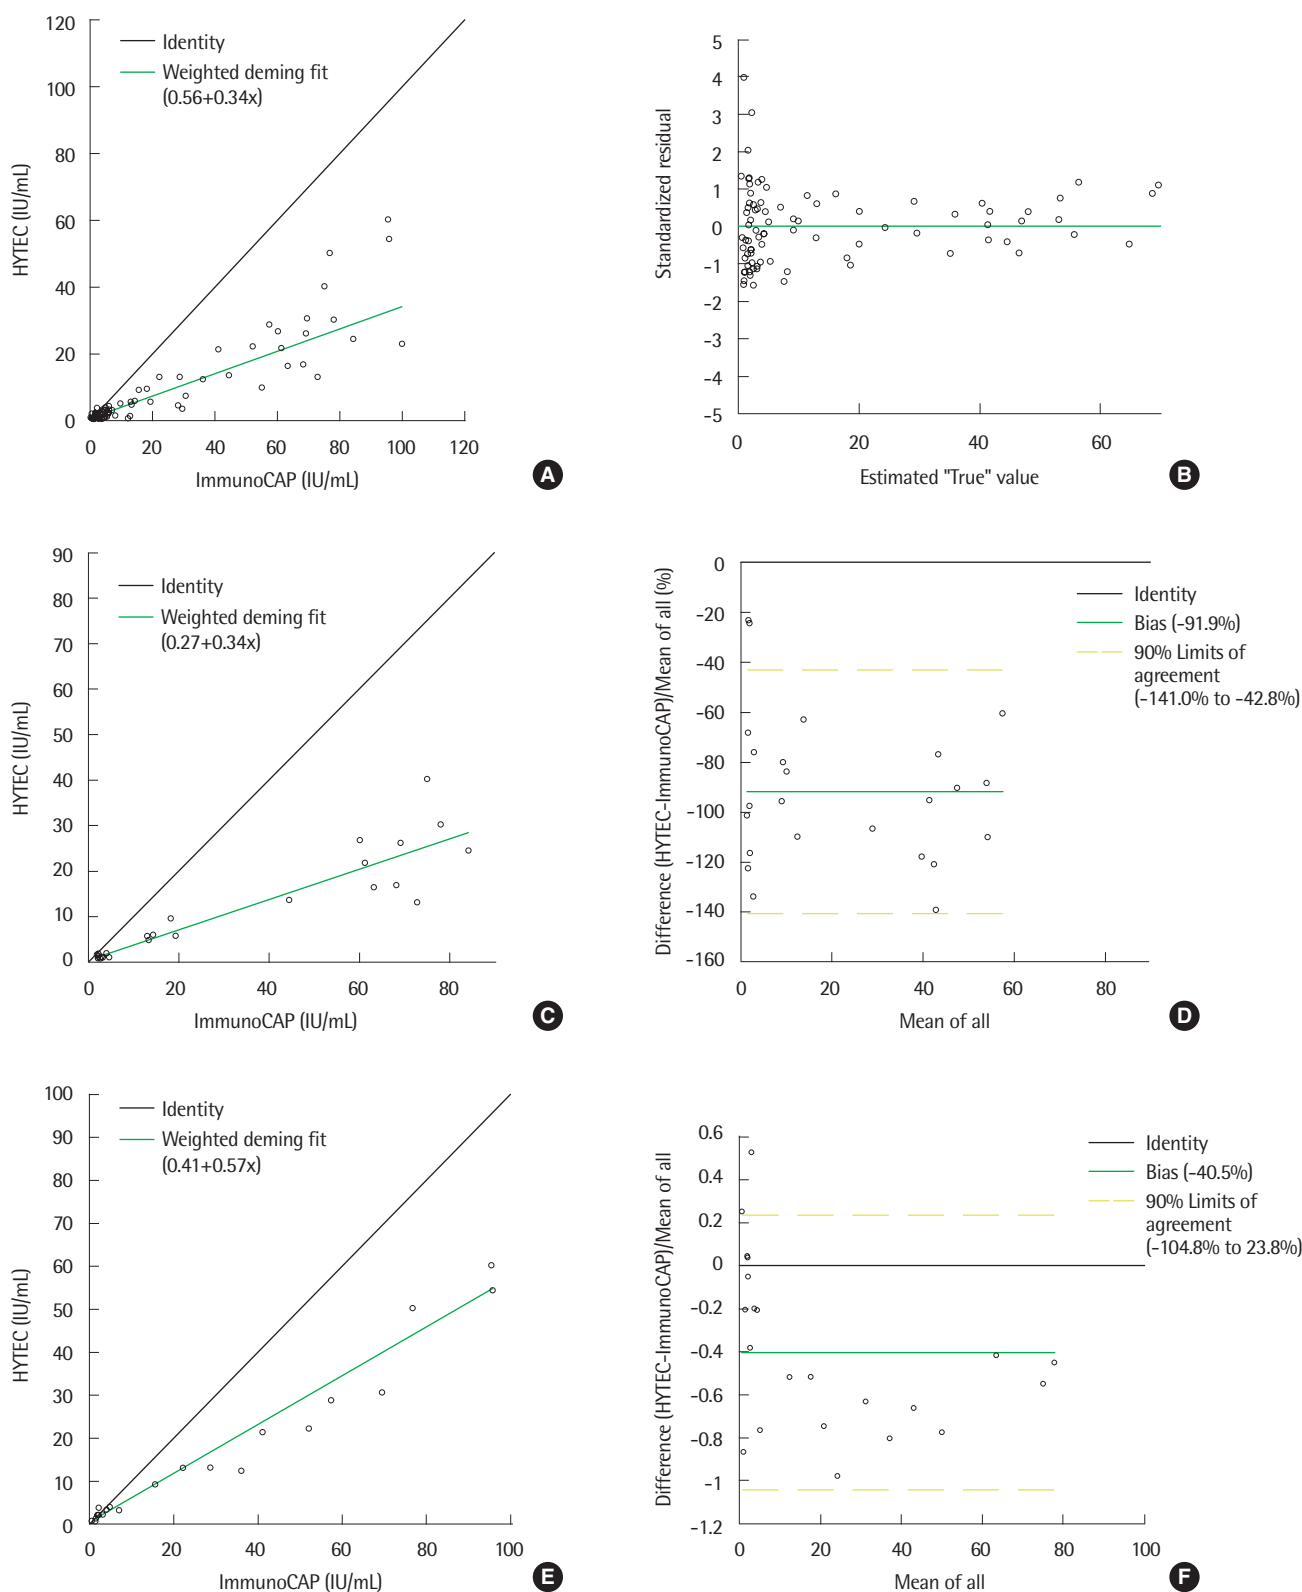 120
100
80
60
40
20
0
HYTEC (IU/mL)
Identity
Weighted deming fit
(0.56+0.34x)
0 20 40 60 80 100 120
ImmunoCAP (IU/mL)
A
5
4
3
2
1
0
-1
-2
-3
-4
-5
Standardized residual
0 20 40 60
Estimated "True" value
B
90
80
70
60
50
40
30
20
10
0
HYTEC (IU/mL)
Identity
Weighted deming fit
(0.27+0.34x)
0 20 40 60 80
ImmunoCAP (IU/mL)
C
0
-20
-40
-60
-80
-100
-120
-140
-160
Difference (HYTEC-ImmunoCAP)/Mean of all (%)
Identity
Bias (-91.9%)
90% Limits of
agreement
(-141.0% to -42.8%)
0 20 40 60 80
Mean of all
D
100
90
80
70
60
50
40
30
20
10
0
HYTEC (IU/mL)
Identity
Weighted deming fit
(0.41+0.57x)
0 20 40 60 80 100
ImmunoCAP (IU/mL)
E
0.6
0.4
0.2
0
-0.2
-0.4
-0.6
-0.8
-1
-1.2
Difference (HYTEC-ImmunoCAP)/Mean of all
Identity
Bias (-40.5%)
90% Limits of
agreement
(-104.8% to 23.8%)
0 20 40 60 80 100
Mean of all
F